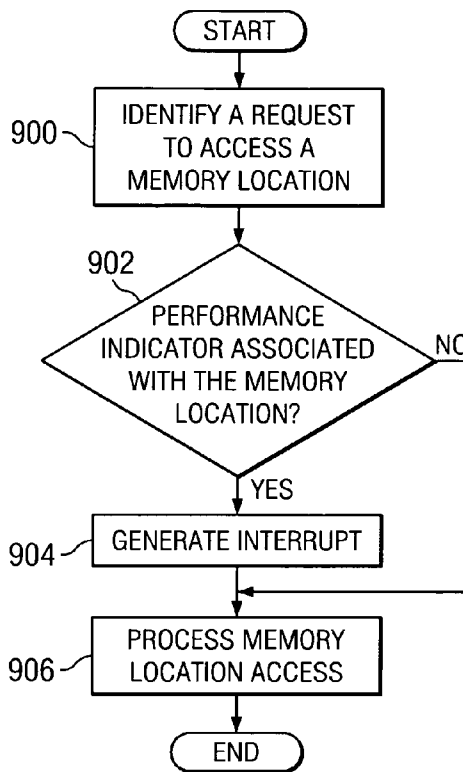 START
900
IDENTIFY A REQUEST
TO ACCESS A
MEMORY LOCATION
902
PERFORMANCE
INDICATOR ASSOCIATED
WITH THE MEMORY
LOCATION?
NO
YES
904
GENERATE INTERRUPT
906
PROCESS MEMORY
LOCATION ACCESS
END